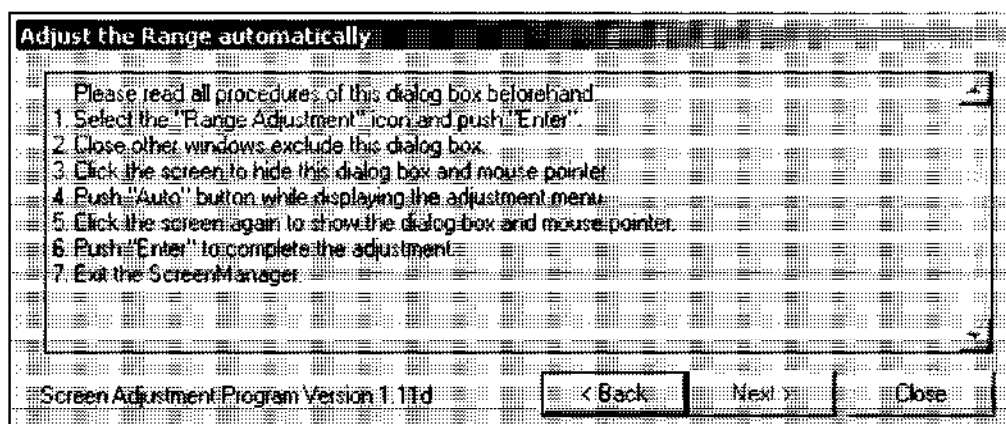 Adjust the Range automatically
Please read all procedures of this dialog box beforehand.
1. Select the "Range Adjustment" icon and push "Enter".
2. Close other windows exclude this dialog box.
3. Click the screen to hide this dialog box and mouse pointer.
4. Push "Auto" button while displaying the adjustment menu.
5. Click the screen again to show the dialog box and mouse pointer.
6. Push "Enter" to complete the adjustment.
7. Exit the ScreenManager.
Screen Adjustment Program Version 1.11d
< Back Next > Close